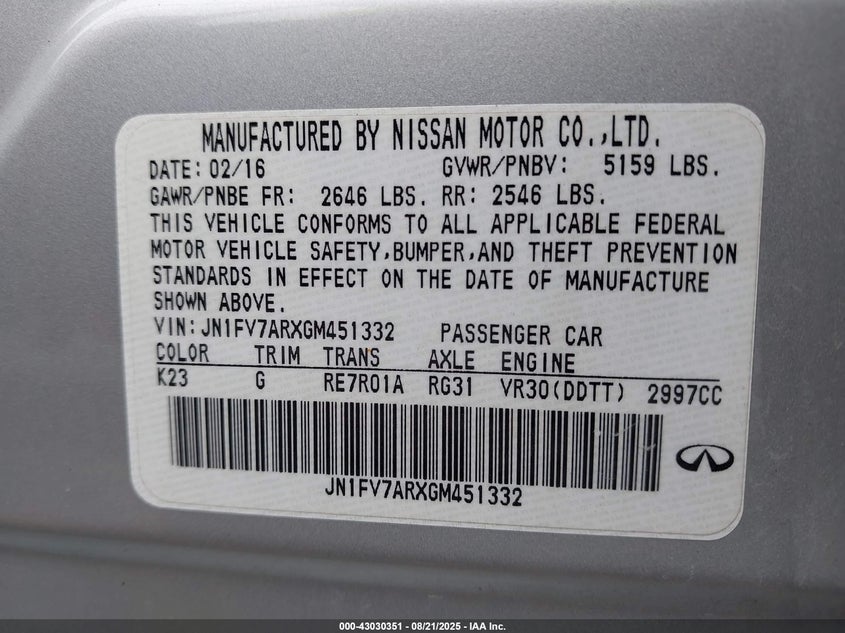 MANUFACTURED BY NISSAN MOTOR CO.,LTD.
DATE: 02/16 GVWR/PNBV: 5159 LBS.
GAWR/PNBE FR: 2646 LBS. RR: 2546 LBS.
THIS VEHICLE CONFORMS TO ALL APPLICABLE FEDERAL
MOTOR VEHICLE SAFETY,BUMPER,AND THEFT PREVENTION
STANDARDS IN EFFECT ON THE DATE OF MANUFACTURE
SHOWN ABOVE.
VIN: JN1FV7ARXGM451332 PASSENGER CAR
COLOR TRIM TRANS AXLE ENGINE
K23 G RE7R01A RG31 VR30(DDTT) 2997CC
JN1FV7ARXGM451332
000-43030351 - 08/21/2025 - IAA Inc.